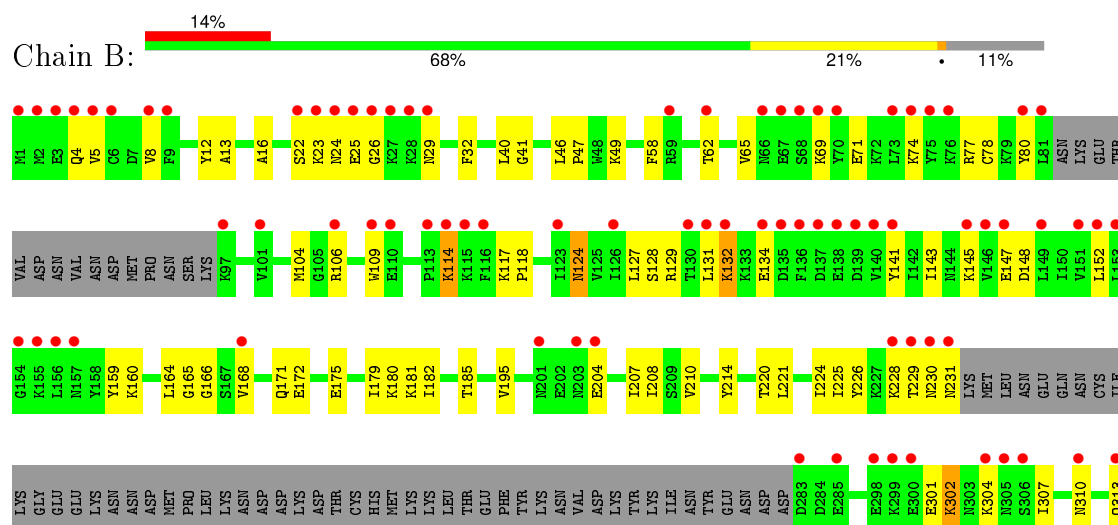 14%
Chain B:
68% 21% • 11%
M1 M2 E3 Q4 V5 C6 D7 V8 F9 Y12 A13 A16 S22 K23 N24 E25 G26 K27 K28 N29 F32 L40 G41 L46 P47 W48 K49 F58 R59 T62 V65 N66 E67 S68 K69 Y70 E71 K72 L73 K74 Y75 K76 R77 C78 K79 Y80 L81 ASN LYS GLU THR
VAL ASP ASN VAL ASN ASP MET PRO ASN SER LYS K97 V101 M104 G105 R106 W109 E110 P113 K114 K115 F116 K117 P118 I123 N124 V125 I126 L127 S128 R129 T130 L131 K132 K133 E134 D135 F136 D137 E138 D139 V140 Y141 I142 I143 N144 K145 V146 E147 D148 L149 I150 V151 L152 I153
G154 K155 L156 N157 Y158 Y159 K160 L164 G165 G166 S167 V168 Q171 E172 E175 I179 K180 K181 I182 T185 V195 N201 E202 N203 E204 I207 I208 S209 V210 Y214 T220 L221 I224 I225 Y226 K227 K228 T229 N230 N231 LYS MET LEU ASN GLU GLN ASN CYS ILE
LYS GLY GLU GLU LYS ASN ASN ASP MET PRO LEU LYS ASN ASP ASP LYS ASP THR CYS HIS MET LYS LYS LEU THR GLU PHE TYR LYS ASN VAL ASP LYS TYR LYS ILE ASN TYR GLU ASN ASP ASP D283 D284 E285 E298 K299 E300 E301 K302 N303 K304 N305 S306 I307 N310